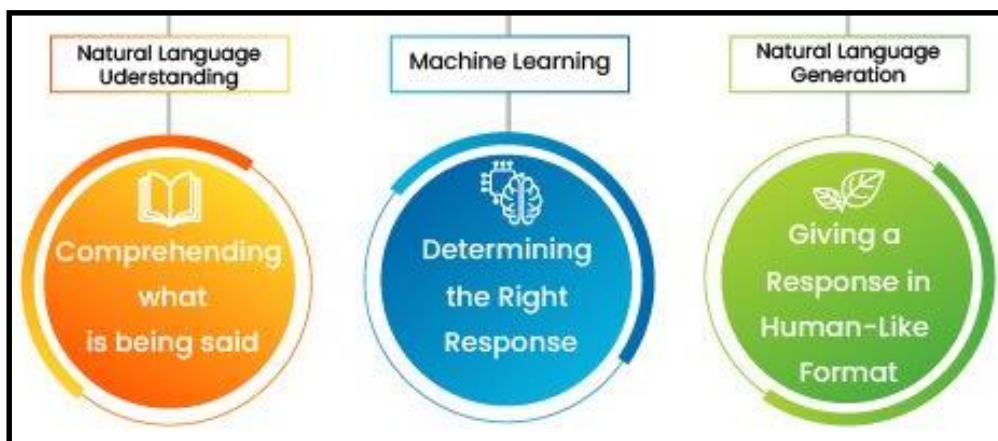 Natural Language
Uderstanding
Comprehending
what
is being said
Machine Learning
Determining
the Right
Response
Natural Language
Generation
Giving a
Response in
Human-Like
Format